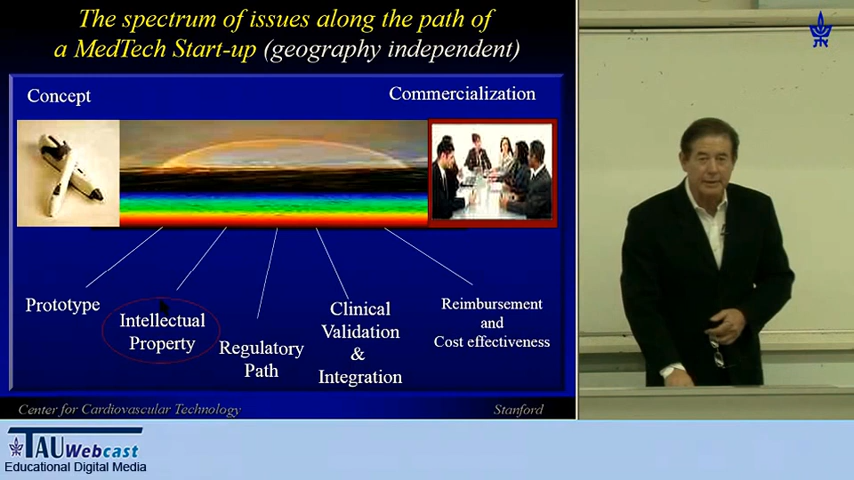 The spectrum of issues along the path of
a MedTech Start-up (geography independent)
Concept
Commercialization
Prototype
Intellectual
Property
Regulatory
Path
Clinical
Validation
&
Integration
Reimbursement
and
Cost effectiveness
Center for Cardiovascular Technology
Stanford
TAUWebcast
Educational Digital Media